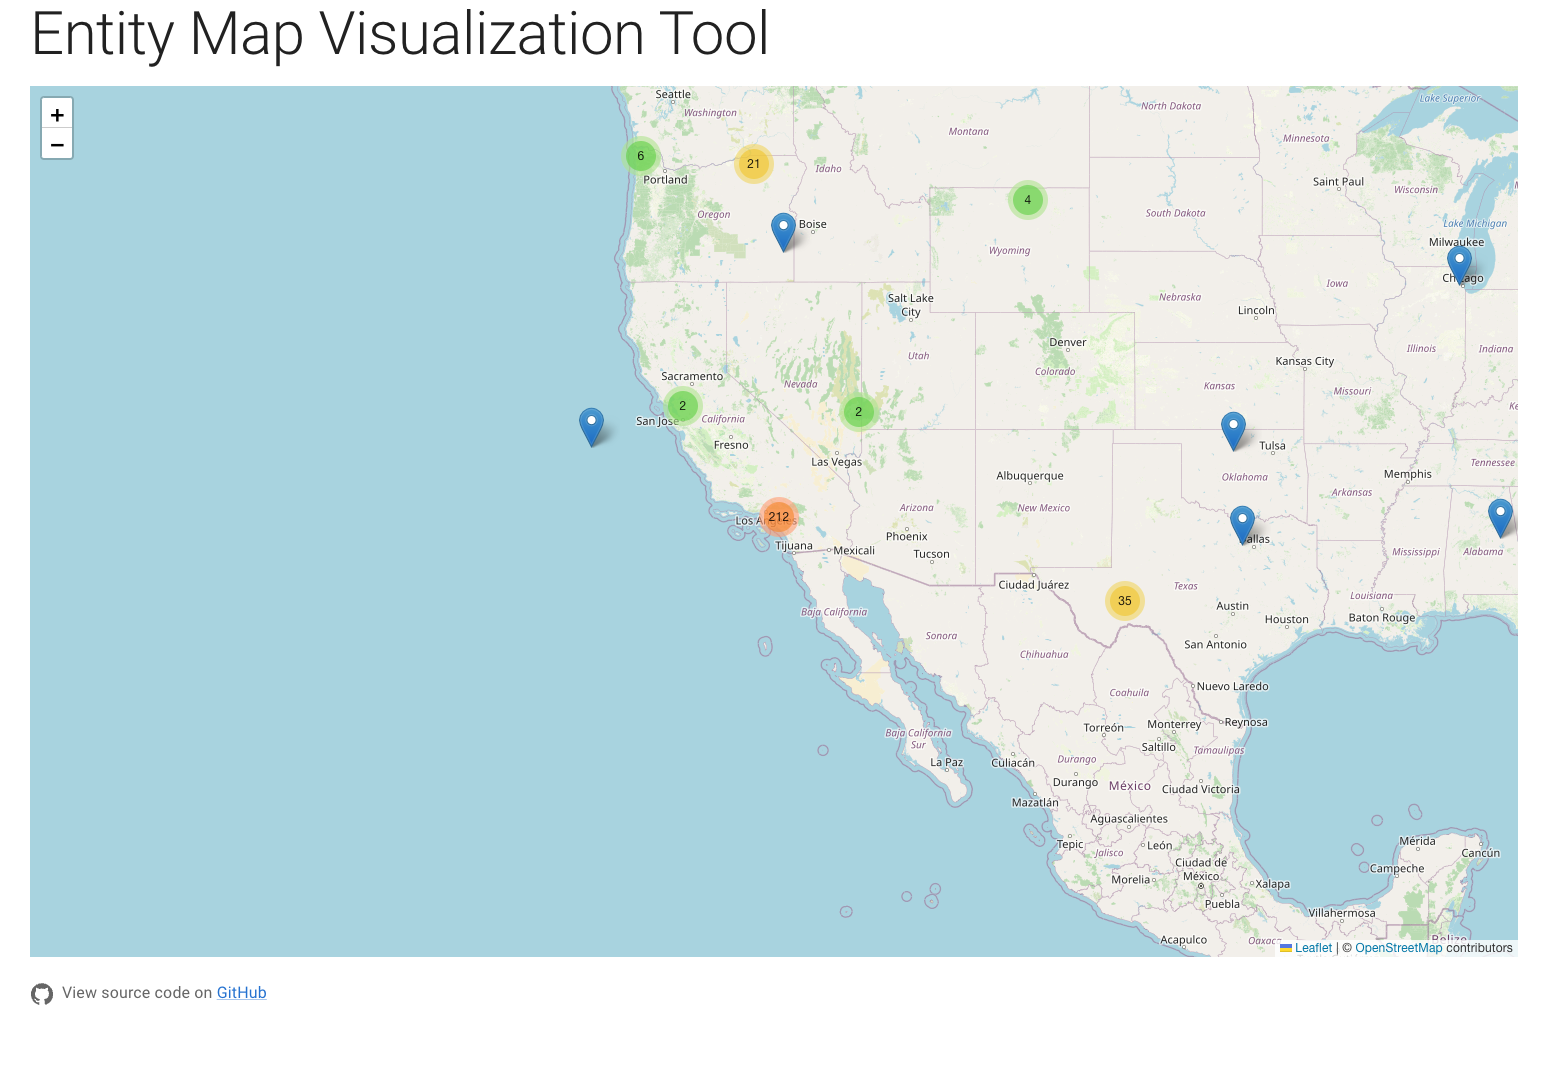 Entity Map Visualization Tool
+
−
Seattle
Washington
North Dakota
Lake Superior
Montana
Minnesota
6
21
Portland
Idaho
Saint Paul
Wisconsin
4
Oregon
Boise
South Dakota
Lake Michigan
Wyoming
Milwaukee
Chicago
Iowa
Salt Lake
City
Nebraska
Lincoln
Denver
Utah
Illinois
Indiana
Kansas City
Sacramento
Nevada
Colorado
Kansas
Missouri
2
2
San Jose
California
Fresno
Tulsa
Las Vegas
Albuquerque
Oklahoma
Memphis
Tennessee
Arkansas
212
Los Angeles
Arizona
New Mexico
Phoenix
Dallas
Tijuana
Mexicali
Tucson
Mississippi
Alabama
Ciudad Juárez
Texas
35
Louisiana
Baja California
Austin
Houston
Baton Rouge
Sonora
San Antonio
Chihuahua
Nuevo Laredo
Coahuila
Torreón
Monterrey
Reynosa
Baja California
Sur
Saltillo
Tamaulipas
La Paz
Culiacán
Durango
Durango
México
Ciudad Victoria
Mazatlán
Aguascalientes
Tepic
Jalisco
León
Mérida
Cancún
Ciudad de
México
Campeche
Morelia
Xalapa
Puebla
Villahermosa
Acapulco
Oaxaca
Belize
Leaflet | © OpenStreetMap contributors
View source code on GitHub